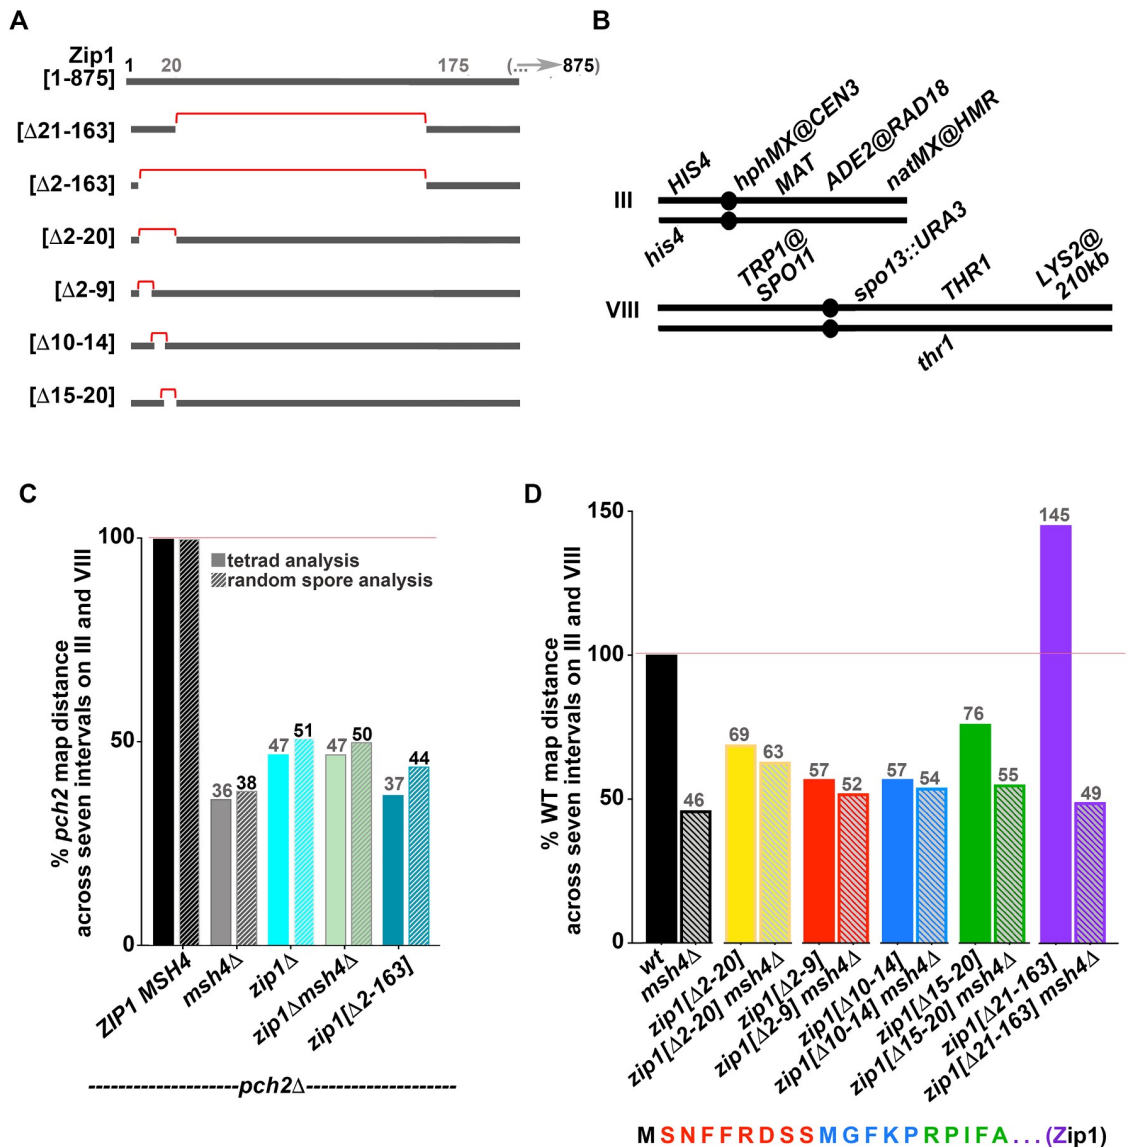 A
Zip1
[1-875]
1
20
175
(...
875)
[Δ21-163]
[Δ2-163]
[Δ2-20]
[Δ2-9]
[Δ10-14]
[Δ15-20]
B
III
HIS4
hphMX@CEN3
MAT
ADE2@RAD18
natMX@HMR
his4
VIII
TRP1@
SPO11
spo13::URA3
THR1
LYS2@
210kb
thr1
C
% pch2 map distance
across seven intervals on III and VIII
100
50
0
tetrad analysis
random spore analysis
36
38
47
51
47
50
37
44
ZIP1 MSH4
msh4Δ
zip1Δ
zip1Δmsh4Δ
zip1[Δ2-163]
--------------------pch2Δ--------------------
D
% WT map distance
across seven intervals on III and VIII
150
100
50
0
46
69
63
57
52
57
54
76
55
145
49
wt
msh4Δ
zip1[Δ2-20]
zip1[Δ2-20] msh4Δ
zip1[Δ2-9]
zip1[Δ2-9] msh4Δ
zip1[Δ10-14]
zip1[Δ10-14] msh4Δ
zip1[Δ15-20]
zip1[Δ15-20] msh4Δ
zip1[Δ21-163]
zip1[Δ21-163] msh4Δ
MSNFFRDSSMGFKPRPIFA...(Zip1)